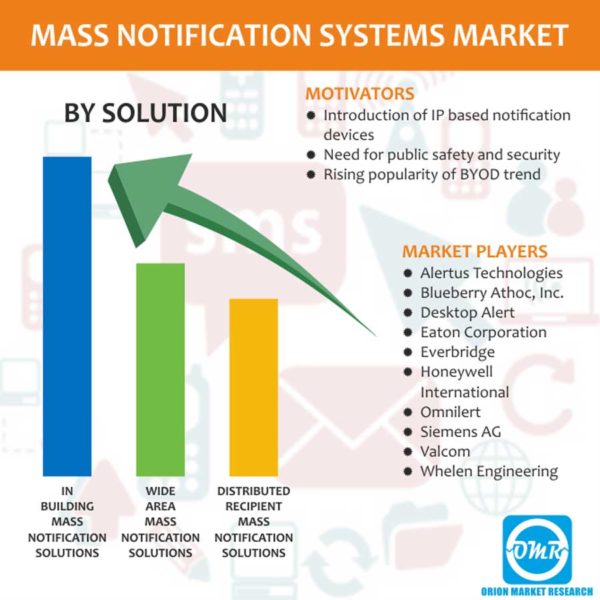 MASS NOTIFICATION SYSTEMS MARKET
BY SOLUTION
IN
BUILDING
MASS
NOTIFICATION
SOLUTIONS
WIDE
AREA
MASS
NOTIFICATION
SOLUTIONS
DISTRIBUTED
RECIPIENT
MASS
NOTIFICATION
SOLUTIONS
MOTIVATORS
● Introduction of IP based notification
devices
● Need for public safety and security
● Rising popularity of BYOD trend
sms
MARKET PLAYERS
● Alertus Technologies
● Blueberry Athoc, Inc.
● Desktop Alert
● Eaton Corporation
● Everbridge
● Honeywell
International
● Omnilert
● Siemens AG
● Valcom
● Whelen Engineering
OMR
ORION MARKET RESEARCH